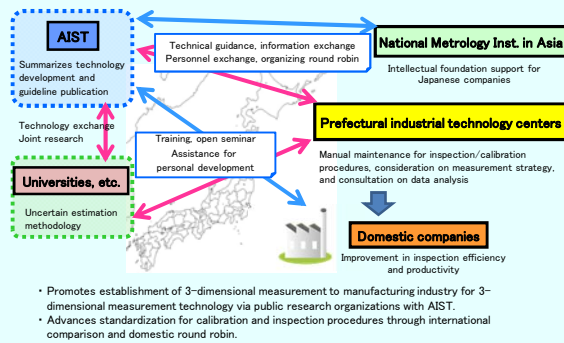 AIST
Summarizes technology
development and
guideline publication
Technical guidance, information exchange
Personnel exchange, organizing round robin
National Metrology Inst. in Asia
Intellectual foundation support for
Japanese companies
Technology exchange
Joint research
Training, open seminar
Assistance for
personal development
Prefectural industrial technology centers
Manual maintenance for inspection/calibration
procedures, consideration on measurement strategy,
and consultation on data analysis
Universities, etc.
Uncertain estimation
methodology
Domestic companies
Improvement in inspection efficiency
and productivity
・Promotes establishment of 3-dimensional measurement to manufacturing industry for 3-
dimensional measurement technology via public research organizations with AIST.
・Advances standardization for calibration and inspection procedures through international
comparison and domestic round robin.